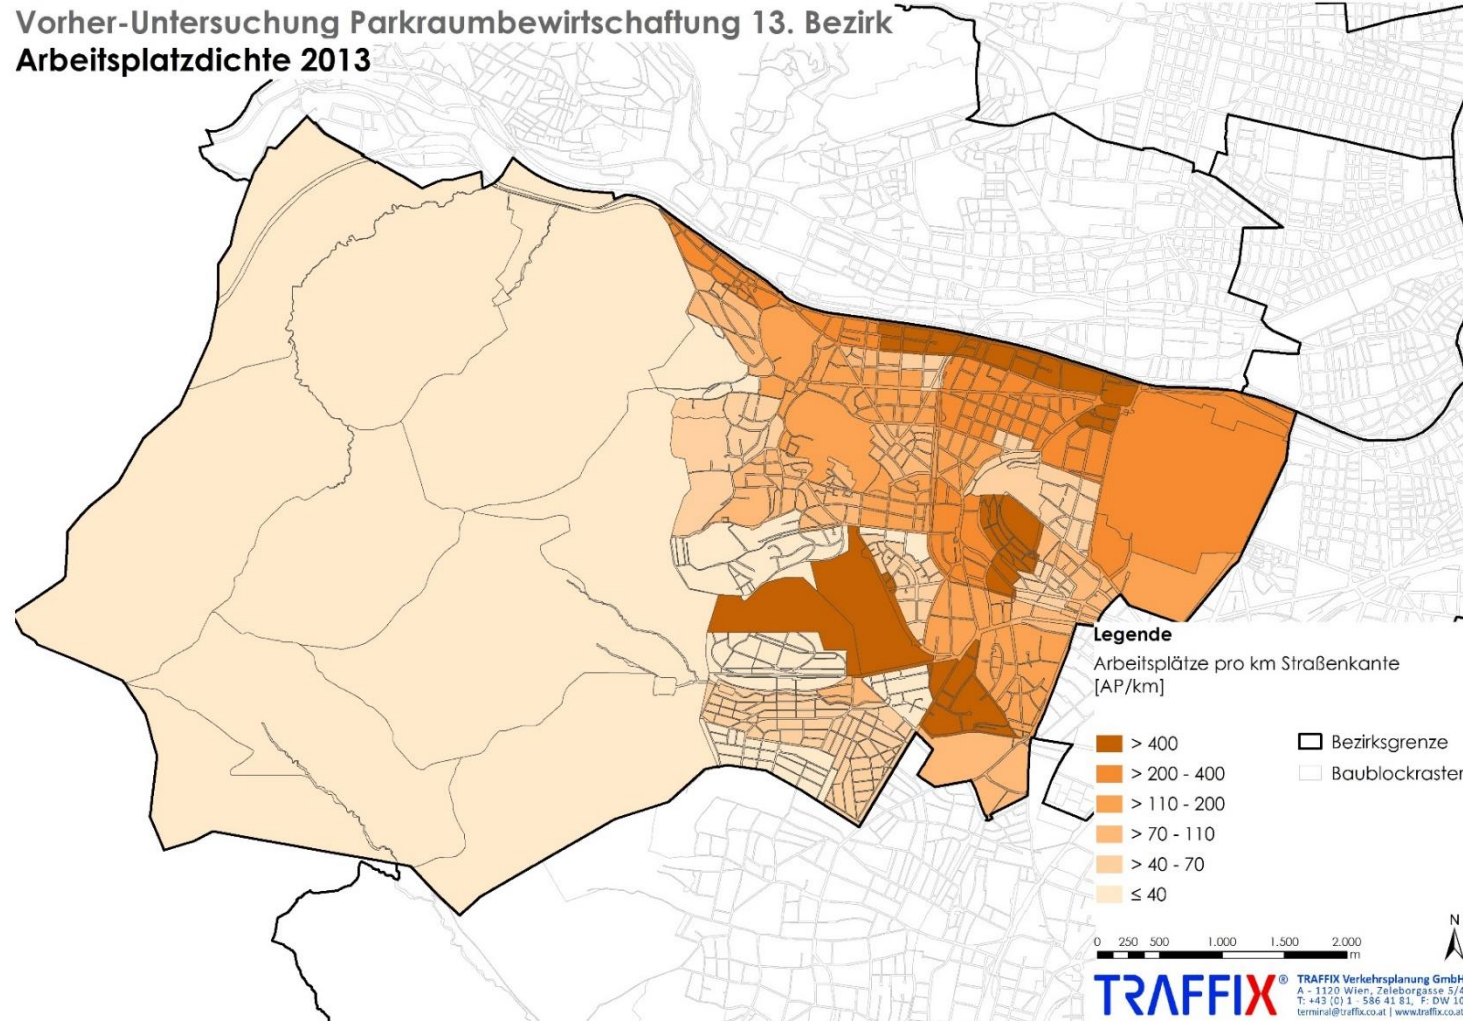 Vorher-Untersuchung Parkraumbewirtschaftung 13. Bezirk
Arbeitsplatzdichte 2013
Legende
Arbeitsplätze pro km Straßenkante
[AP/km]
> 400
> 200 - 400
> 110 - 200
> 70 - 110
> 40 - 70
≤ 40
Bezirksgrenze
Baublockraster
N
0 250 500 1.000 1.500 2.000
m
TRAFFIX®
TRAFFIX Verkehrsplanung GmbH
A - 1120 Wien, Zeleborgasse 5/4
T: +43 (0) 1 - 586 41 81, F: DW 10
terminal@traffix.co.at | www.traffix.co.at